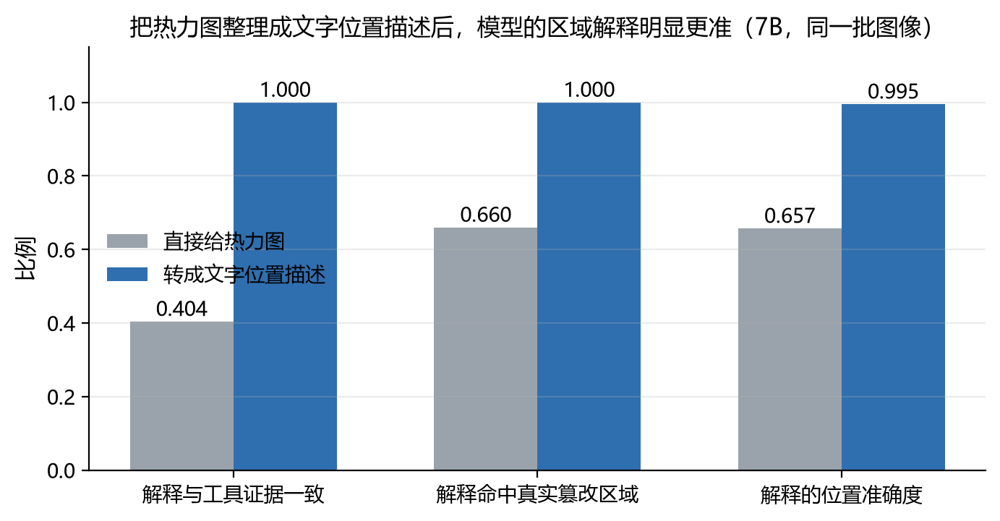 把热力图整理成文字位置描述后，模型的区域解释明显更准（7B，同一批图像）
比例
1.0
0.8
0.6
0.4
0.2
0.0
直接给热力图
转成文字位置描述
0.404
1.000
0.660
1.000
0.657
0.995
解释与工具证据一致
解释命中真实篡改区域
解释的位置准确度